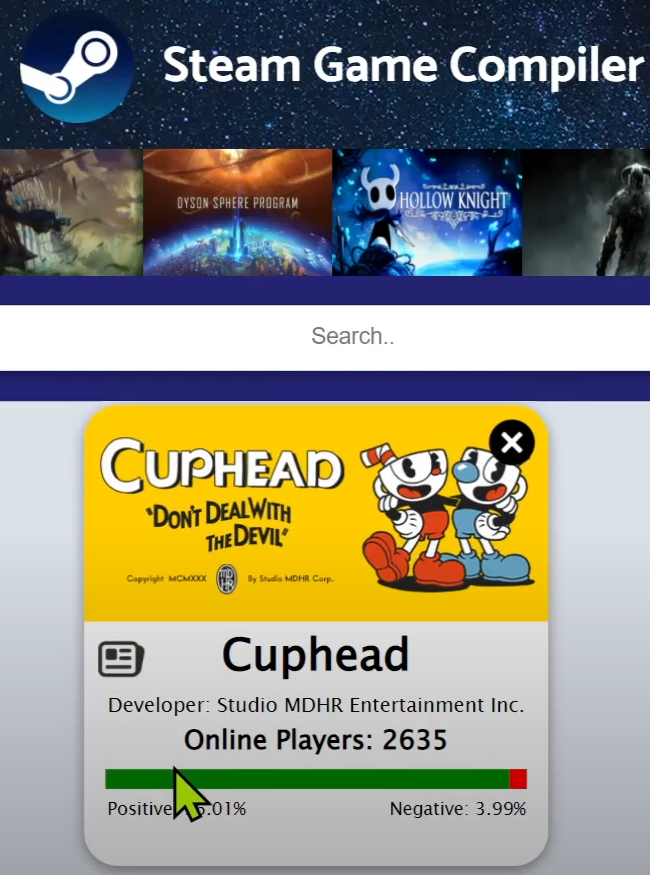 Steam Game Compiler
DYSON SPHERE PROGRAM
HOLLOW KNIGHT
Search..
CUPHEAD
"DON'T DEAL WITH
THE DEVIL"
Copyright MCMXXX MDHR By Studio MDHR Corp.
Cuphead
Developer: Studio MDHR Entertainment Inc.
Online Players: 2635
Positive .01%
Negative: 3.99%